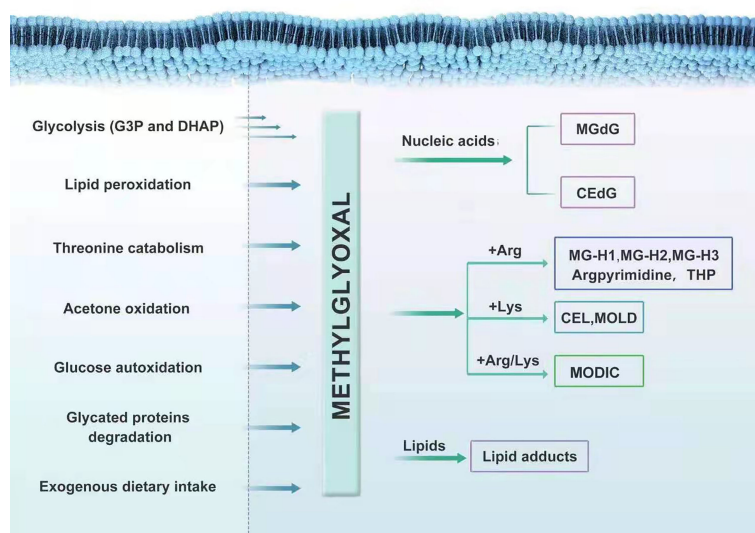 Glycolysis (G3P and DHAP)
Lipid peroxidation
Threonine catabolism
Acetone oxidation
Glucose autoxidation
Glycated proteins
degradation
Exogenous dietary intake
METHYLGLYOXAL
Nucleic acids
MGdG
CEdG
+Arg
MG-H1,MG-H2,MG-H3
Argpyrimidine, THP
+Lys
CEL,MOLD
+Arg/Lys
MODIC
Lipids
Lipid adducts